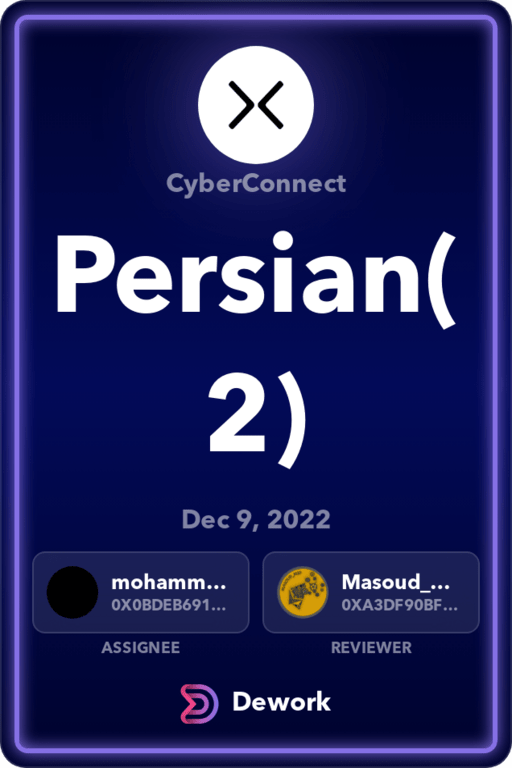 CyberConnect
Persian(
2)
Dec 9, 2022
mohamm...
0X0BDEB691...
Masoud_...
0XA3DF90BF...
ASSIGNEE
REVIEWER
Dework